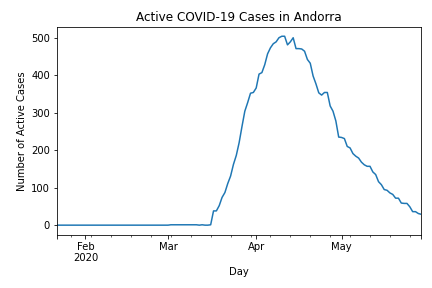 Active COVID-19 Cases in Andorra
Number of Active Cases
500
400
300
200
100
0
Feb
2020
Mar
Apr
May
Day